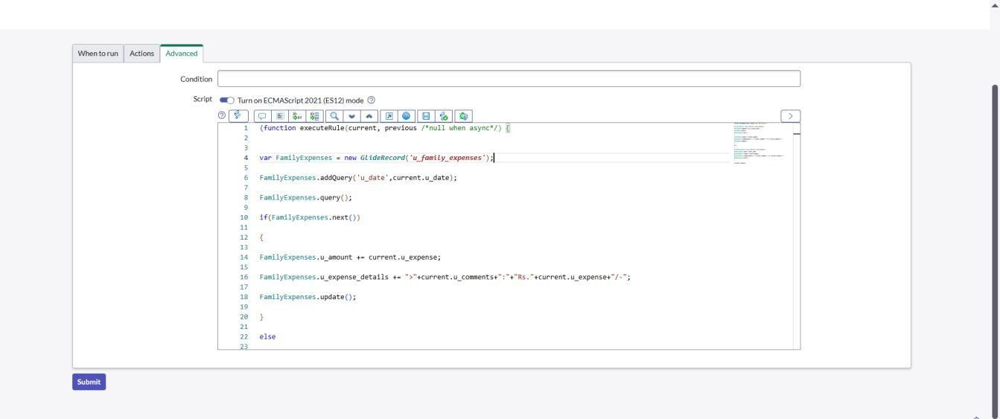 When to run Actions Advanced
Condition
Script Turn on ECMAScript 2021 (ES12) mode
1 (function executeRule(current, previous /*null when async*/) {
2
3
4 var FamilyExpenses = new GlideRecord('u_family_expenses');
5
6 FamilyExpenses.addQuery('u_date',current.u_date);
7
8 FamilyExpenses.query();
9
10 if(FamilyExpenses.next())
11
12 {
13
14 FamilyExpenses.u_amount += current.u_expense;
15
16 FamilyExpenses.u_expense_details += ">"+current.u_comments+":"+"Rs."+current.u_expense+"/-";
17
18 FamilyExpenses.update();
19
20 }
21
22 else
23
Submit